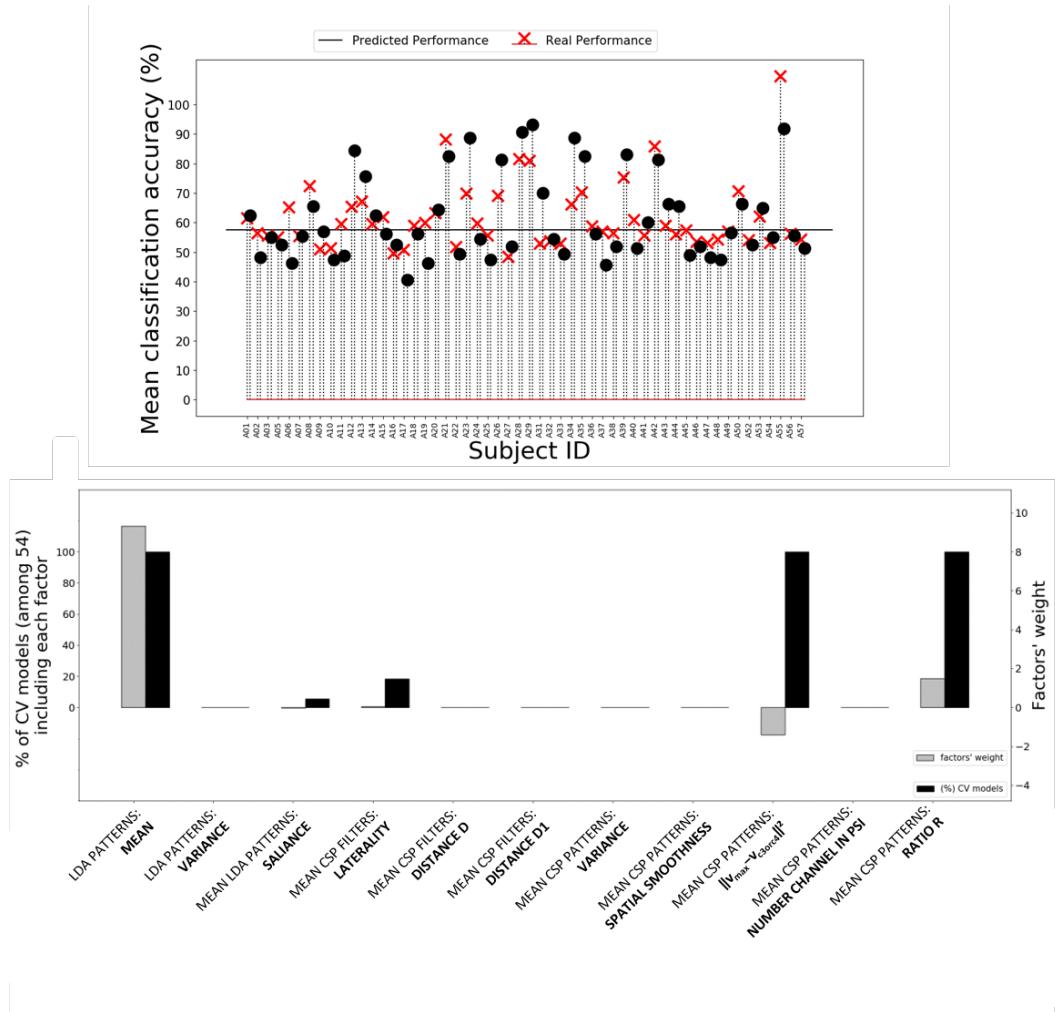 Predicted Performance
Real Performance
Mean classification accuracy (%)
100
90
80
70
60
50
40
30
20
10
0
A01 A02 A03 A05 A06 A07 A08 A09 A10 A11 A12 A13 A14 A15 A16 A17 A18 A19 A20 A21 A22 A23 A24 A25 A26 A27 A28 A29 A31 A32 A33 A34 A35 A36 A37 A38 A39 A40 A41 A42 A43 A44 A45 A46 A47 A48 A49 A50 A52 A53 A54 A55 A56 A57
Subject ID
% of CV models (among 54)
including each factor
100
80
60
40
20
0
10
8
6
4
2
0
−2
−4
Factors' weight
factors' weight
(%) CV models
LDA PATTERNS:
MEAN
LDA PATTERNS:
VARIANCE
MEAN LDA PATTERNS:
SALIANCE
MEAN CSP FILTERS:
LATERALITY
MEAN CSP FILTERS:
DISTANCE D
MEAN CSP FILTERS:
DISTANCE D1
MEAN CSP PATTERNS:
VARIANCE
MEAN CSP PATTERNS:
SPATIAL SMOOTHNESS
MEAN CSP PATTERNS:
||v_max−v_c3orc4||²
MEAN CSP PATTERNS:
NUMBER CHANNEL IN PSI
MEAN CSP PATTERNS:
RATIO R